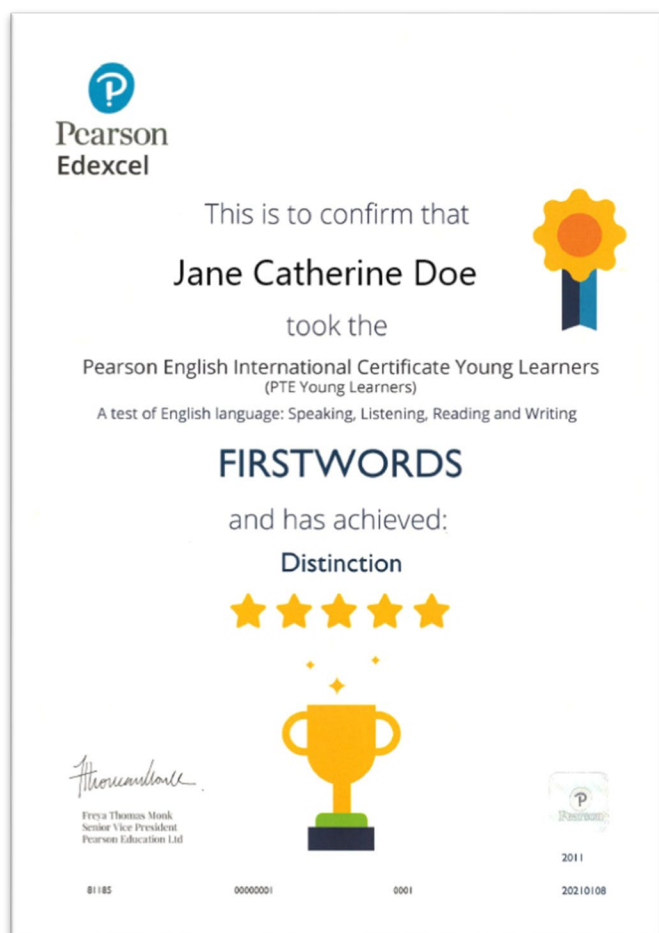 Pearson
Edexcel
This is to confirm that
Jane Catherine Doe
took the
Pearson English International Certificate Young Learners
(PTE Young Learners)
A test of English language: Speaking, Listening, Reading and Writing
FIRSTWORDS
and has achieved:
Distinction
Freya Thomas Monk
Senior Vice President
Pearson Education Ltd
P
Pearson
2011
81185 00000001 0001 20210108